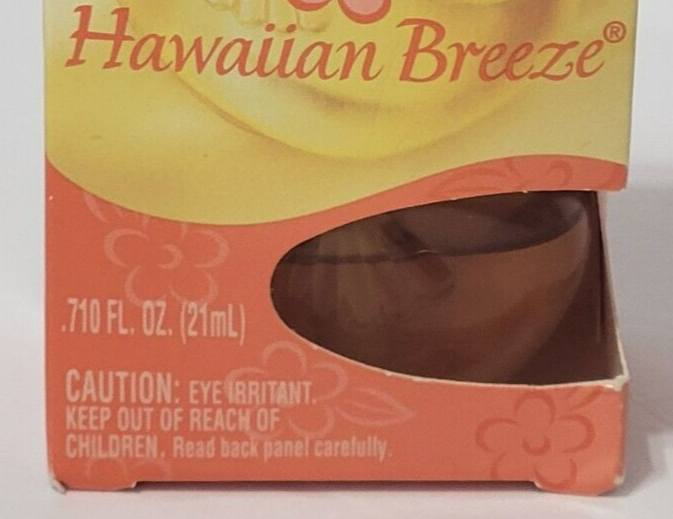 Hawaiian Breeze®
.710 FL. OZ. (21mL)
CAUTION: EYE IRRITANT.
KEEP OUT OF REACH OF
CHILDREN. Read back panel carefully.